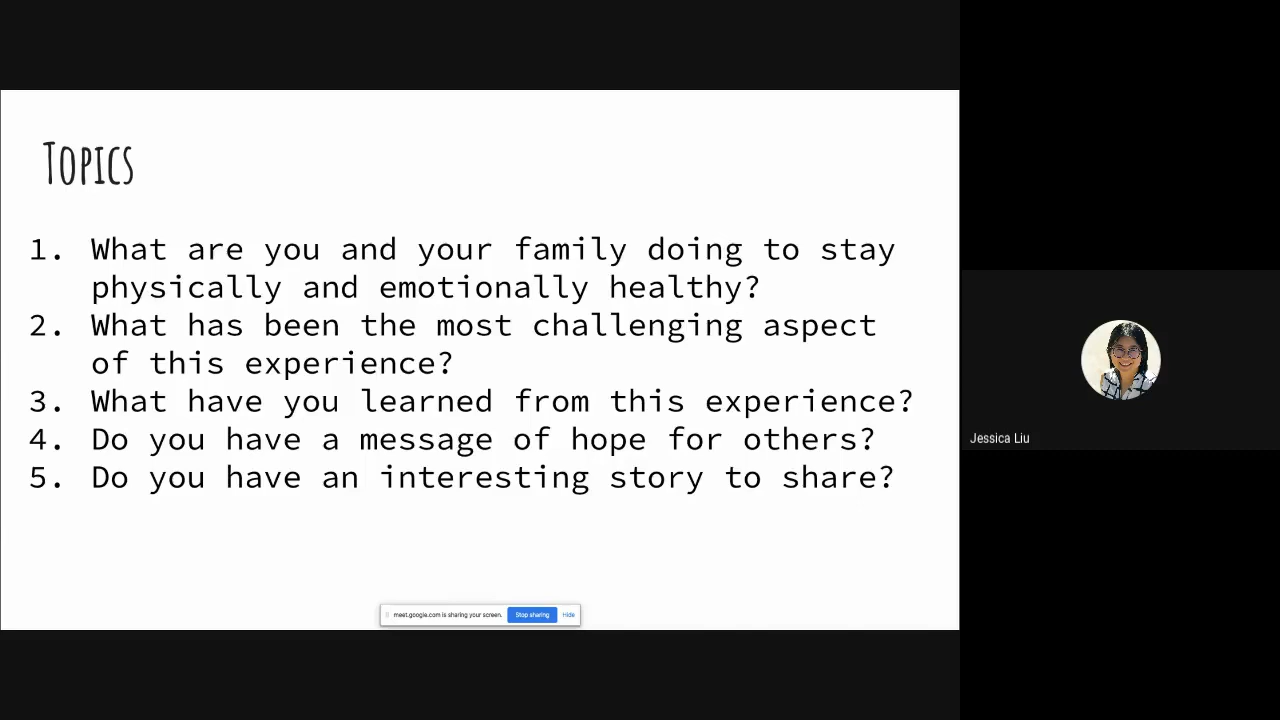 Topics
1. What are you and your family doing to stay
physically and emotionally healthy?
2. What has been the most challenging aspect
of this experience?
3. What have you learned from this experience?
4. Do you have a message of hope for others?
5. Do you have an interesting story to share?
meet.google.com is sharing your screen. Stop sharing Hide
Jessica Liu